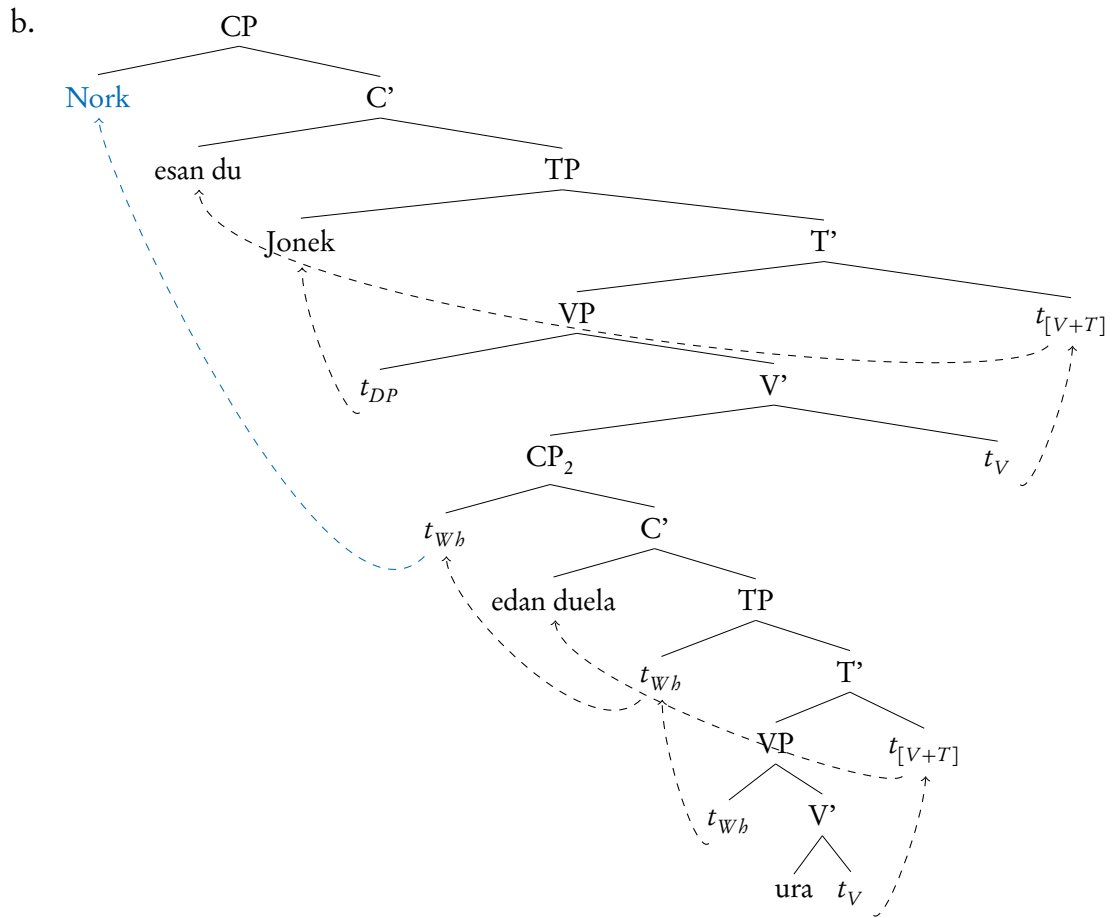 b.
CP
Nork C’
esan du TP
Jonek T’
VP t[V+T]
tDP V’
CP2 tV
tWh C’
edan duela TP
tWh T’
VP t[V+T]
tWh V’
ura tV